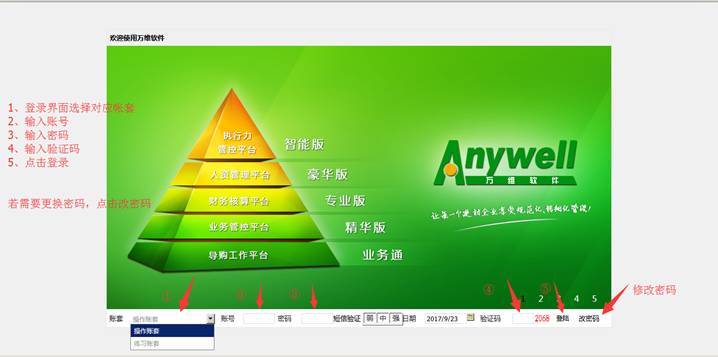 欢迎使用万维软件
1、登录界面选择对应帐套
2、输入账号
3、输入密码
4、输入验证码
5、点击登录
若需要更换密码，点击改密码
执行力
管控平台
智能版
人资管理平台
豪华版
财务核算平台
专业版
业务管控平台
精华版
导购工作平台
业务通
Anywell
万维软件
让每一个建材企业享受规范化、精细化管理!
1 2 3 4 5
① ② ③ ④ ⑤
修改密码
账套 操作账套 账号 密码 短信验证 弱 中 强 日期 2017/9/23 验证码 2068 登陆 改密码
操作账套
练习账套